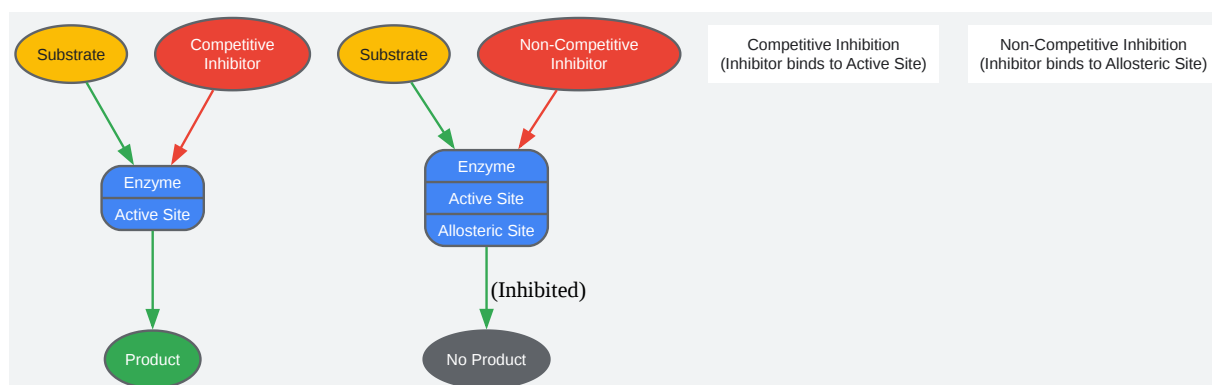 Substrate
Competitive
Inhibitor
Substrate
Non-Competitive
Inhibitor
Competitive Inhibition
(Inhibitor binds to Active Site)
Non-Competitive Inhibition
(Inhibitor binds to Allosteric Site)
Enzyme
Active Site
Enzyme
Active Site
Allosteric Site
(Inhibited)
Product
No Product